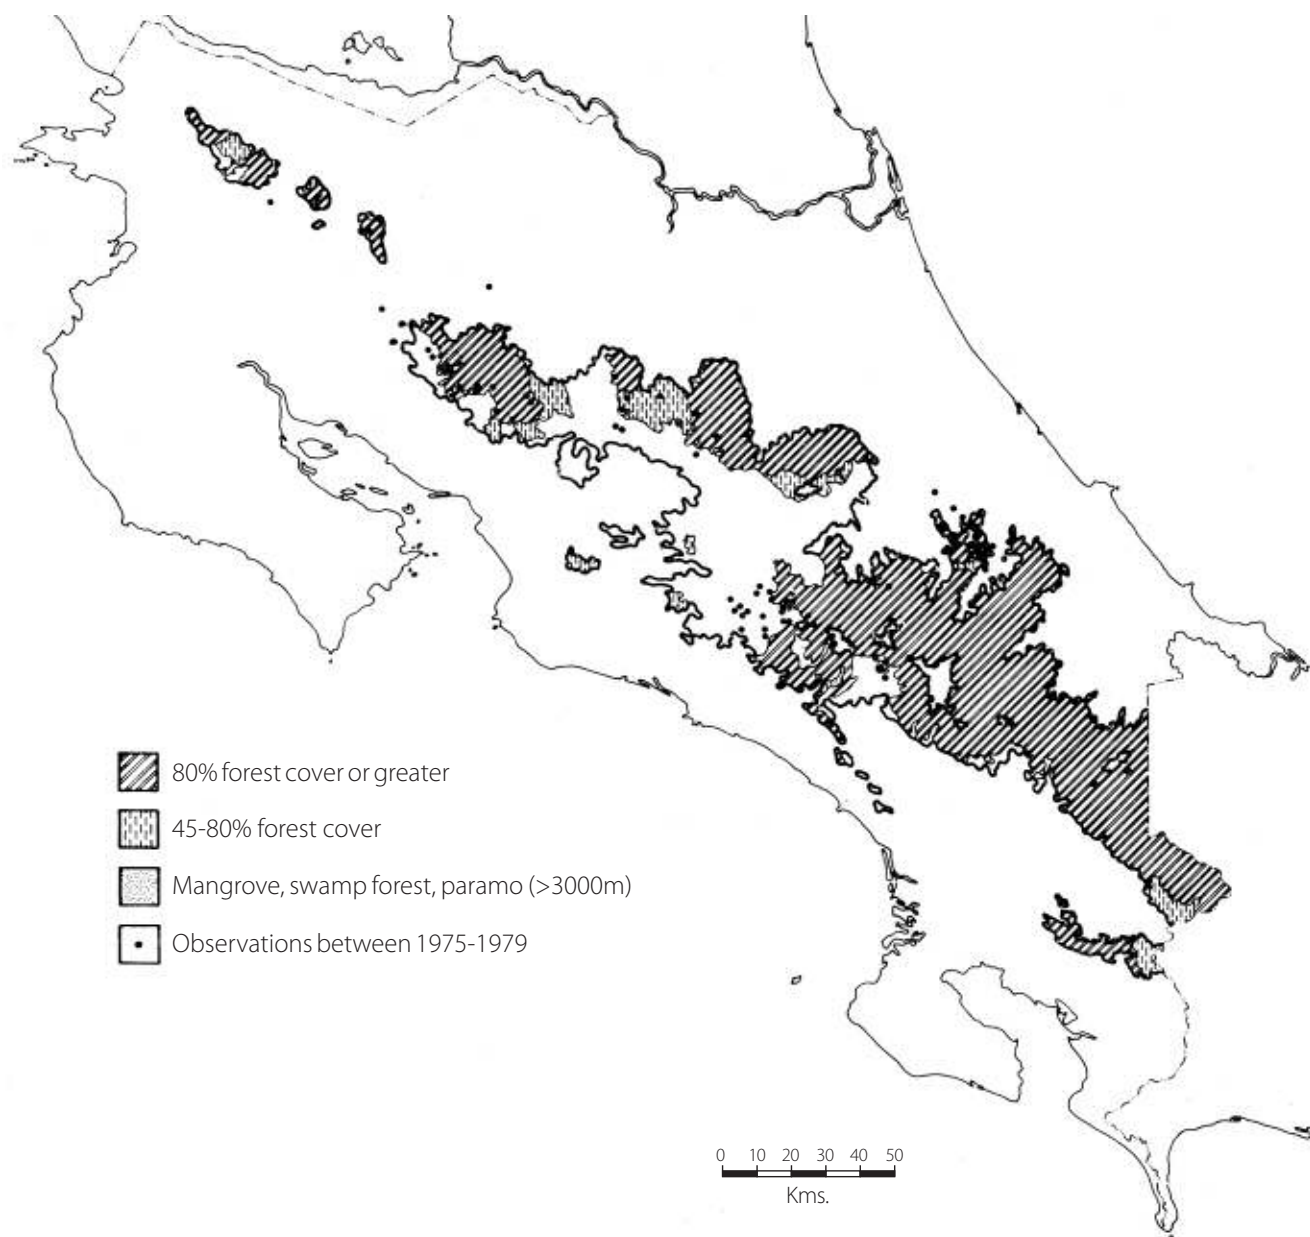 80% forest cover or greater
45-80% forest cover
Mangrove, swamp forest, paramo (>3000m)
Observations between 1975-1979
0 10 20 30 40 50
Kms.